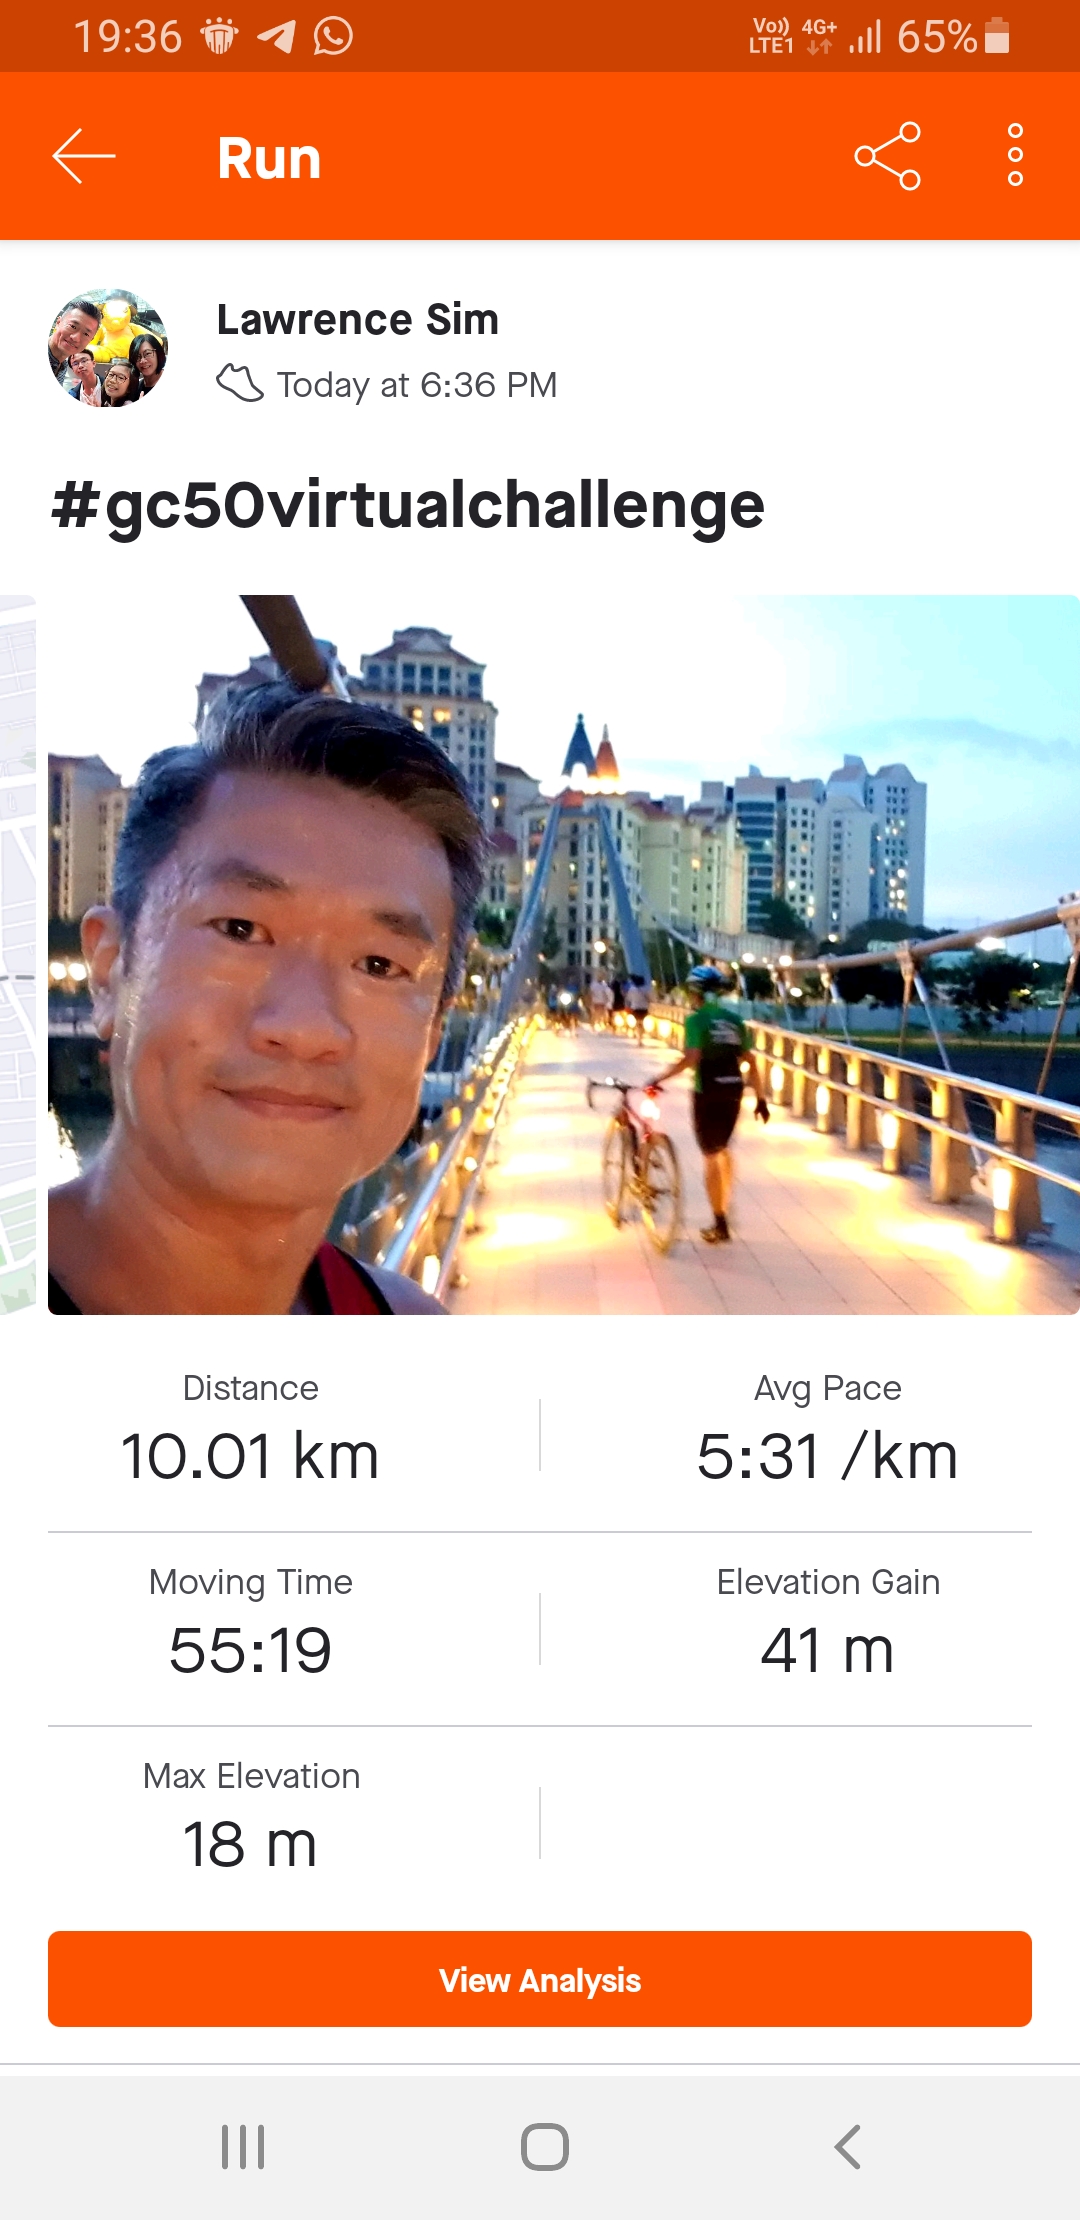 19:36 Vo)) 4G+ 65%
LTE1
Run
Lawrence Sim
Today at 6:36 PM
#gc50virtualchallenge
Distance Avg Pace
10.01 km 5:31 /km
Moving Time Elevation Gain
55:19 41 m
Max Elevation
18 m
View Analysis